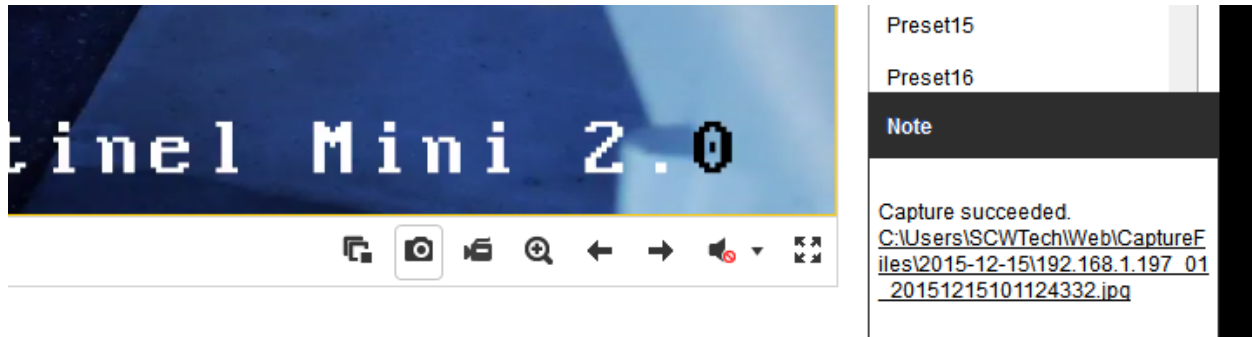 Preset15
Preset16
Note
tinel Mini 2.0
Capture succeeded.
C:\Users\SCWTech\Web\CaptureF
iles\2015-12-15\192.168.1.197_01
_20151215101124332.jpg